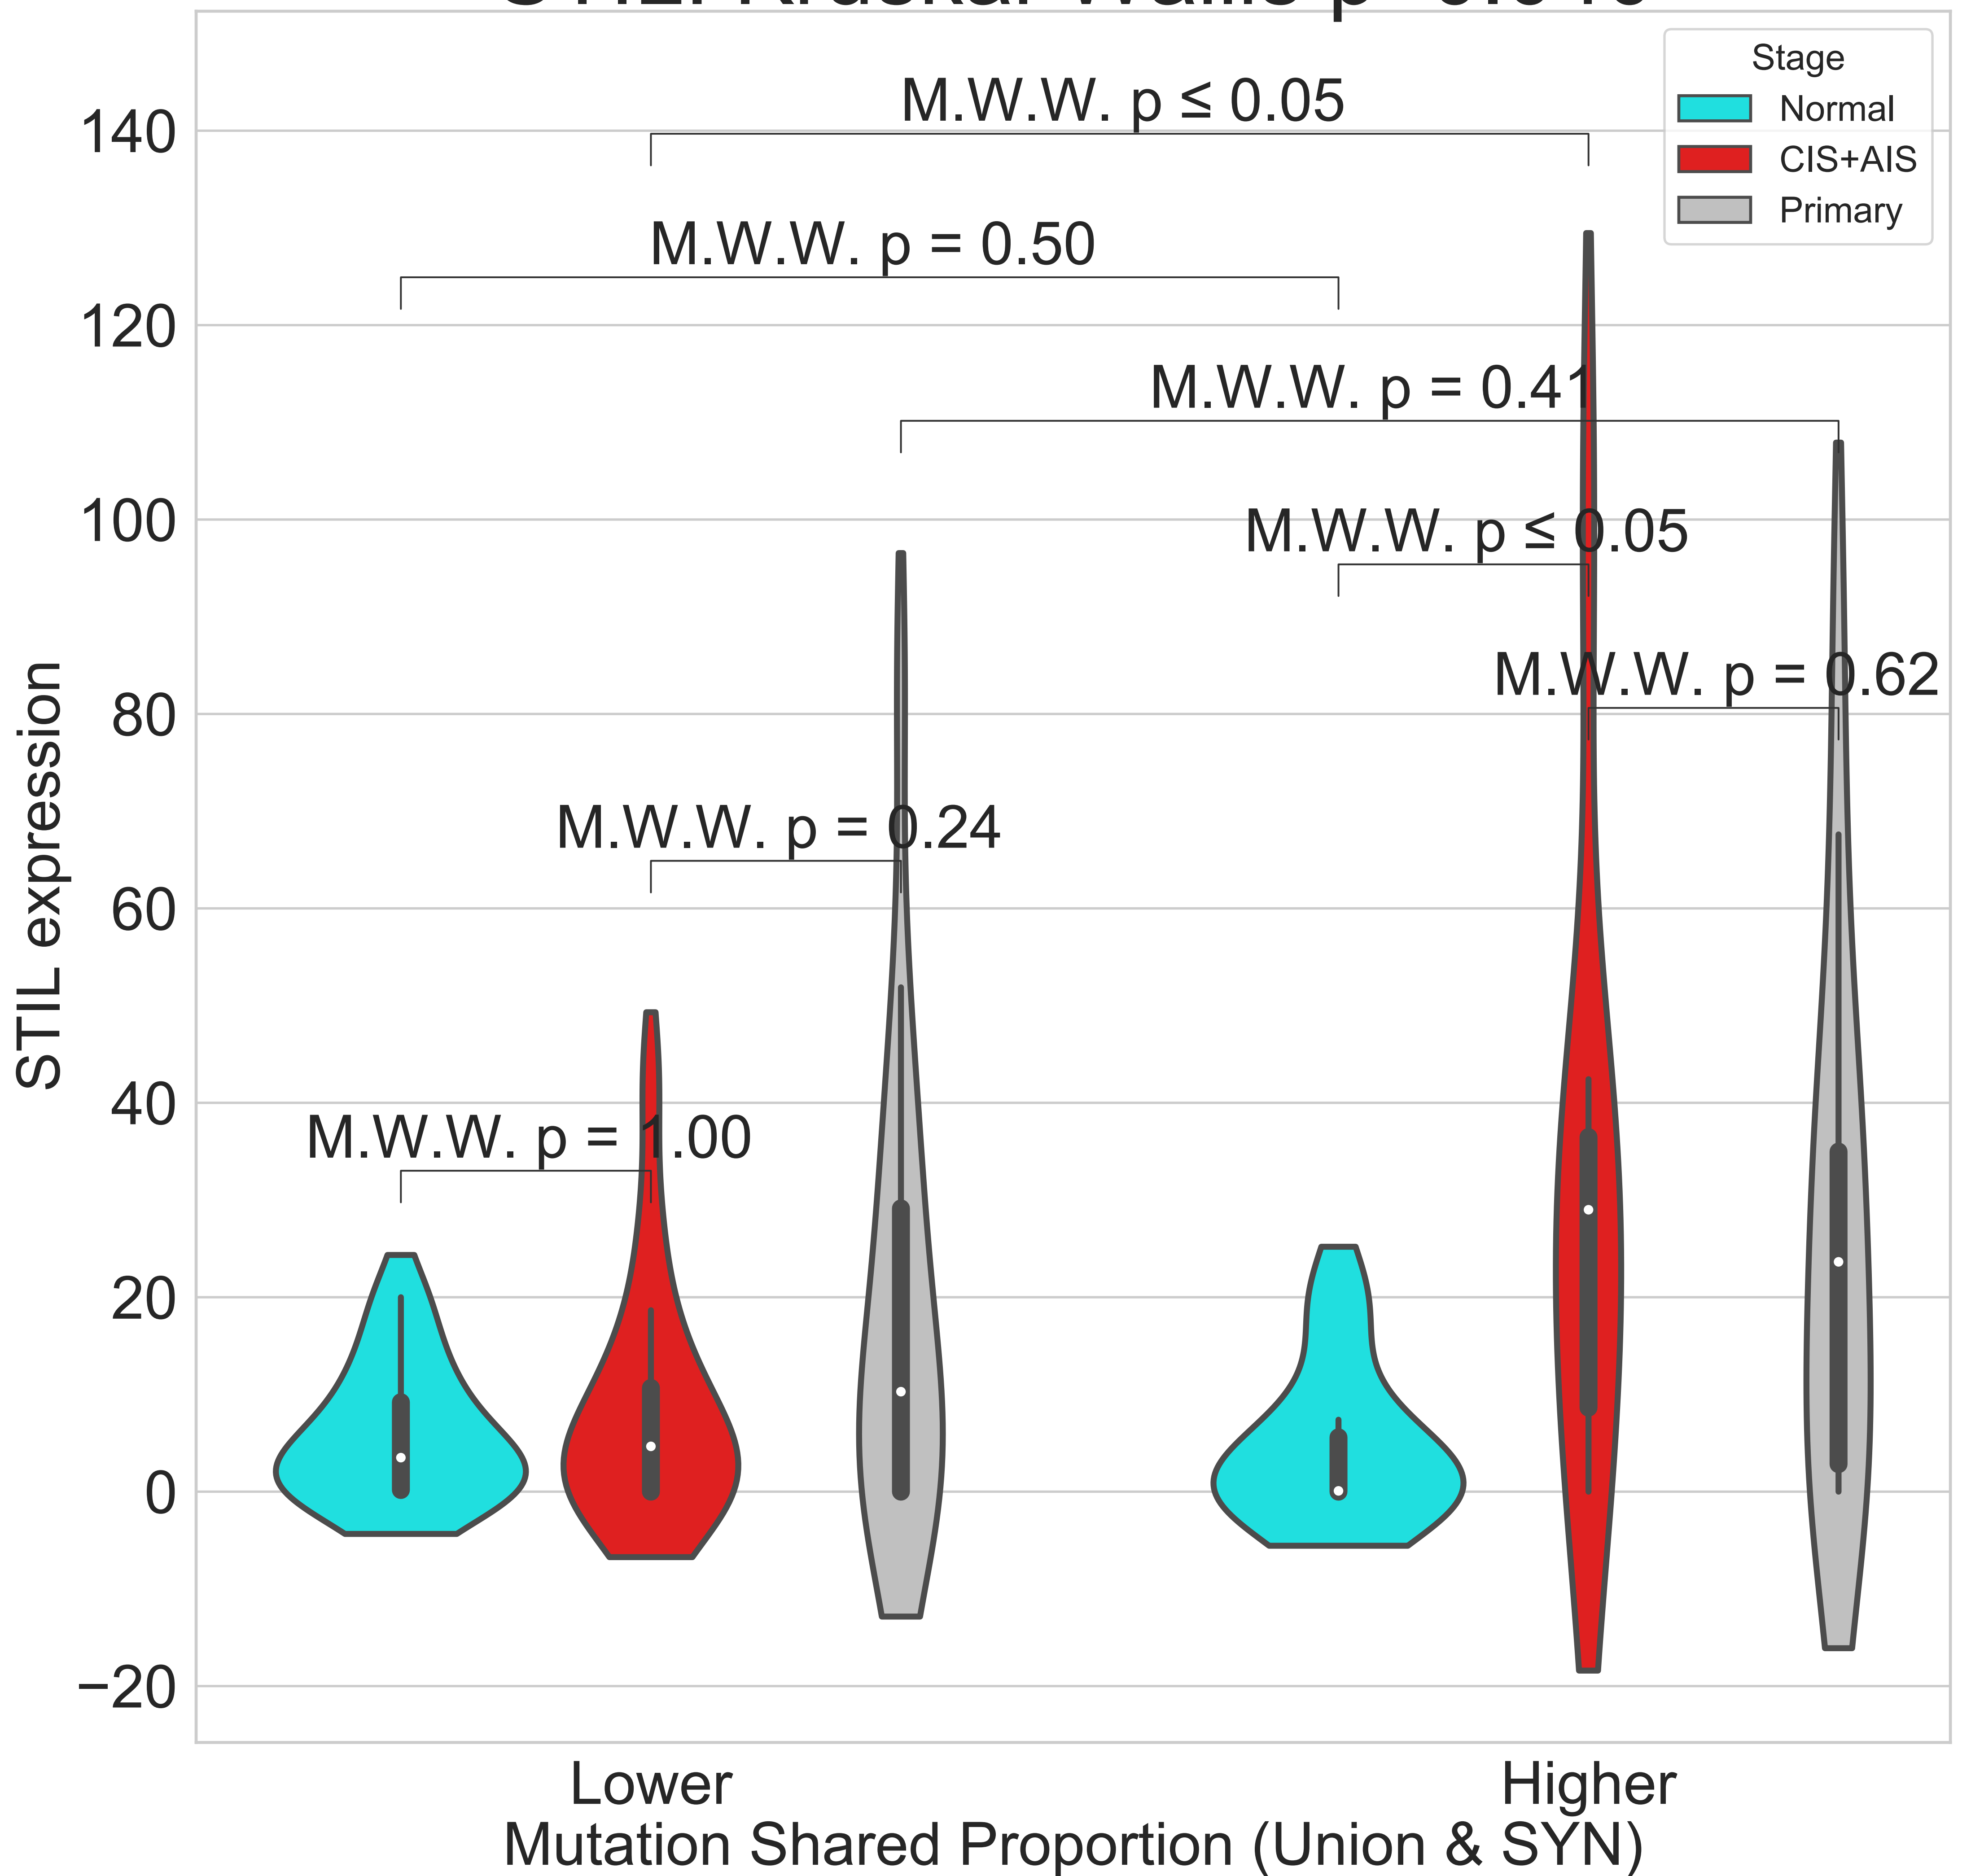 Stage
Normal
CIS+AIS
Primary
M.W.W. p ≤ 0.05
M.W.W. p = 0.50
M.W.W. p = 0.41
M.W.W. p ≤ 0.05
M.W.W. p = 0.62
M.W.W. p = 0.24
M.W.W. p = 1.00
140
120
100
80
60
40
20
0
−20
STIL expression
Lower
Higher
Mutation Shared Proportion (Union & SYN)